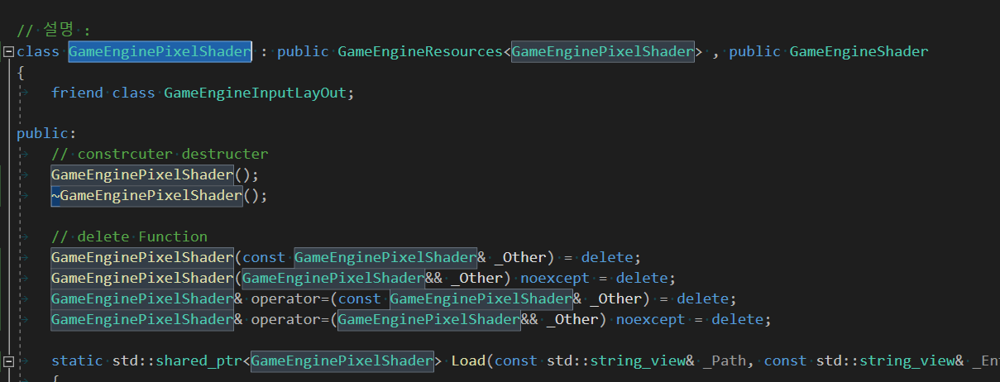 // 설명 :
class GameEnginePixelShader : public GameEngineResources<GameEnginePixelShader> , public GameEngineShader
{
friend class GameEngineInputLayOut;
public:
// constrcuter destructer
GameEnginePixelShader();
~GameEnginePixelShader();
// delete Function
GameEnginePixelShader(const GameEnginePixelShader& _Other) = delete;
GameEnginePixelShader(GameEnginePixelShader&& _Other) noexcept = delete;
GameEnginePixelShader& operator=(const GameEnginePixelShader& _Other) = delete;
GameEnginePixelShader& operator=(GameEnginePixelShader&& _Other) noexcept = delete;
static std::shared_ptr<GameEnginePixelShader> Load(const std::string_view& _Path, const std::string_view& _En
{